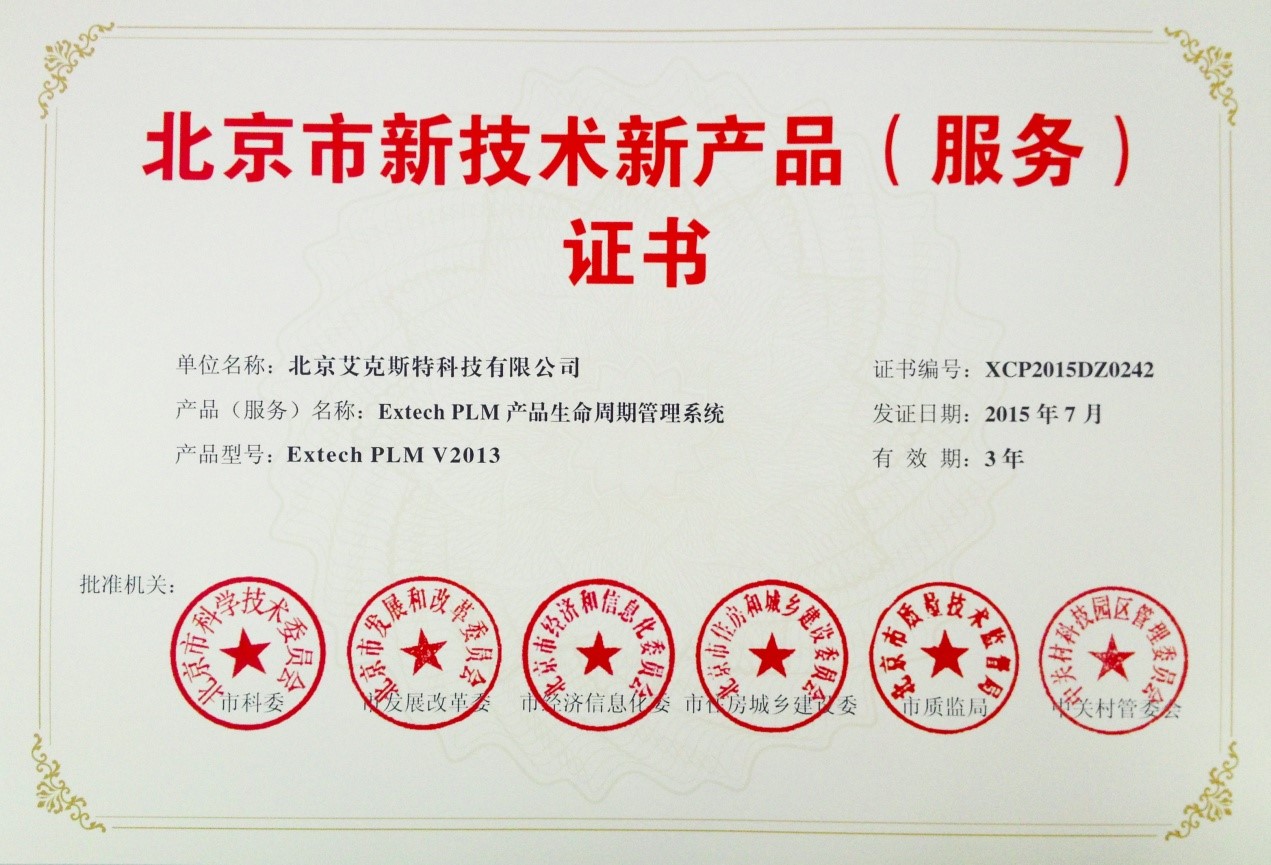 北京市新技术新产品（服务）
证书
单位名称：北京艾克斯特科技有限公司
产品（服务）名称：Extech PLM 产品生命周期管理系统
产品型号：Extech PLM V2013
证书编号：XCP2015DZ0242
发证日期：2015 年 7 月
有 效 期：3 年
批准机关：
北京市科学技术委员会
市科委
北京市发展和改革委员会
市发展改革委
北京市经济和信息化委员会
市经济信息化委
北京市住房和城乡建设委员会
市住房城乡建设委
北京市质量技术监督局
市质监局
中关村科技园区管理委员会
中关村管委会